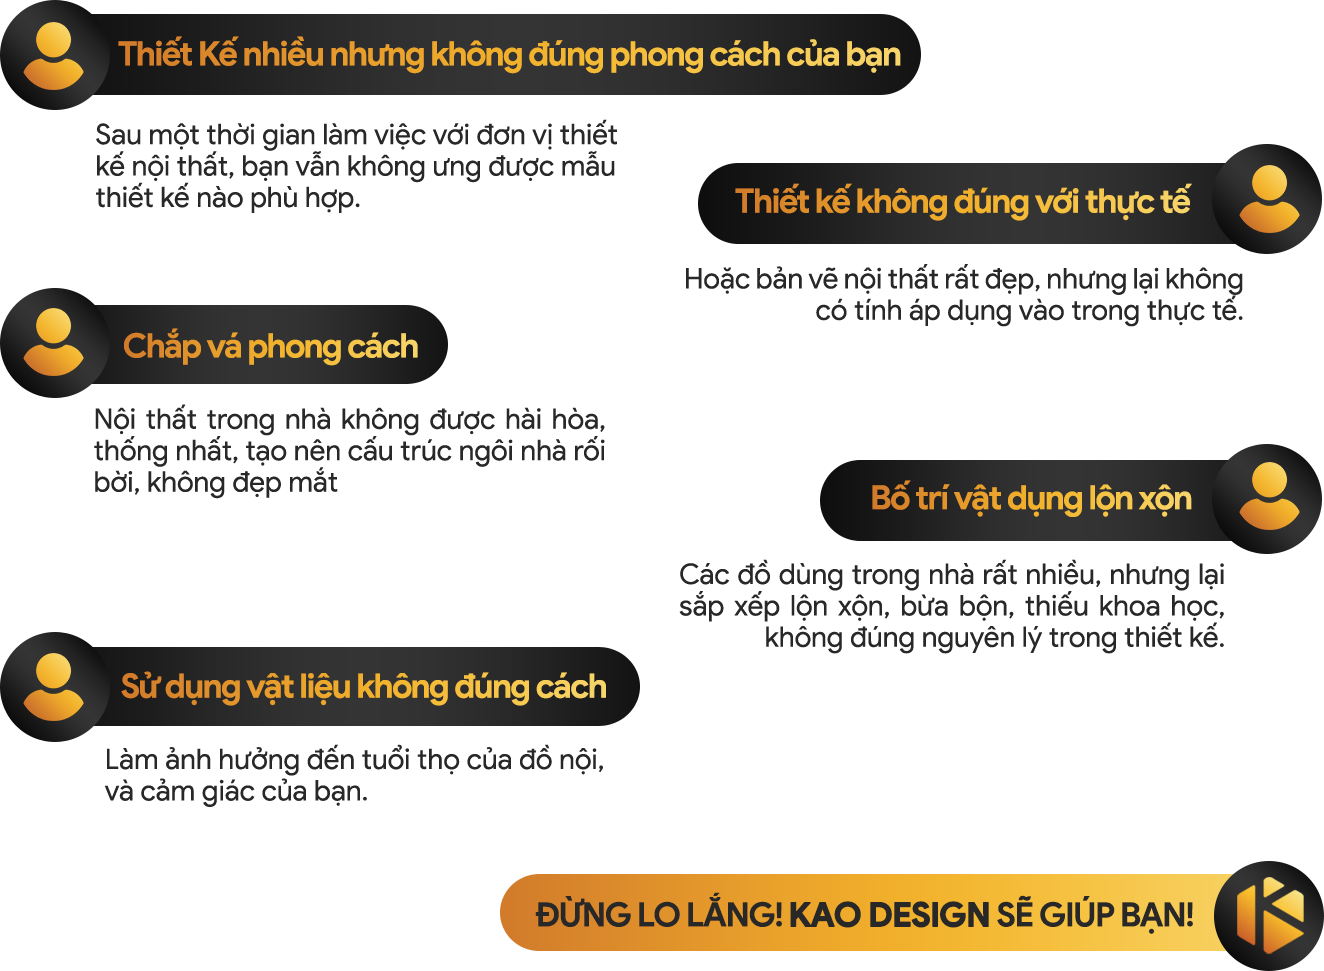 Thiết Kế nhiều nhưng không đúng phong cách của bạn
Sau một thời gian làm việc với đơn vị thiết
kế nội thất, bạn vẫn không ưng được mẫu
thiết kế nào phù hợp.
Thiết kế không đúng với thực tế
Hoặc bản vẽ nội thất rất đẹp, nhưng lại không
có tính áp dụng vào trong thực tế.
Chắp vá phong cách
Nội thất trong nhà không được hài hòa,
thống nhất, tạo nên cấu trúc ngôi nhà rối
bời, không đẹp mắt
Bố trí vật dụng lộn xộn
Các đồ dùng trong nhà rất nhiều, nhưng lại
sắp xếp lộn xộn, bừa bộn, thiếu khoa học,
không đúng nguyên lý trong thiết kế.
Sử dụng vật liệu không đúng cách
Làm ảnh hưởng đến tuổi thọ của đồ nội,
và cảm giác của bạn.
ĐỪNG LO LẮNG! KAO DESIGN SẼ GIÚP BẠN!